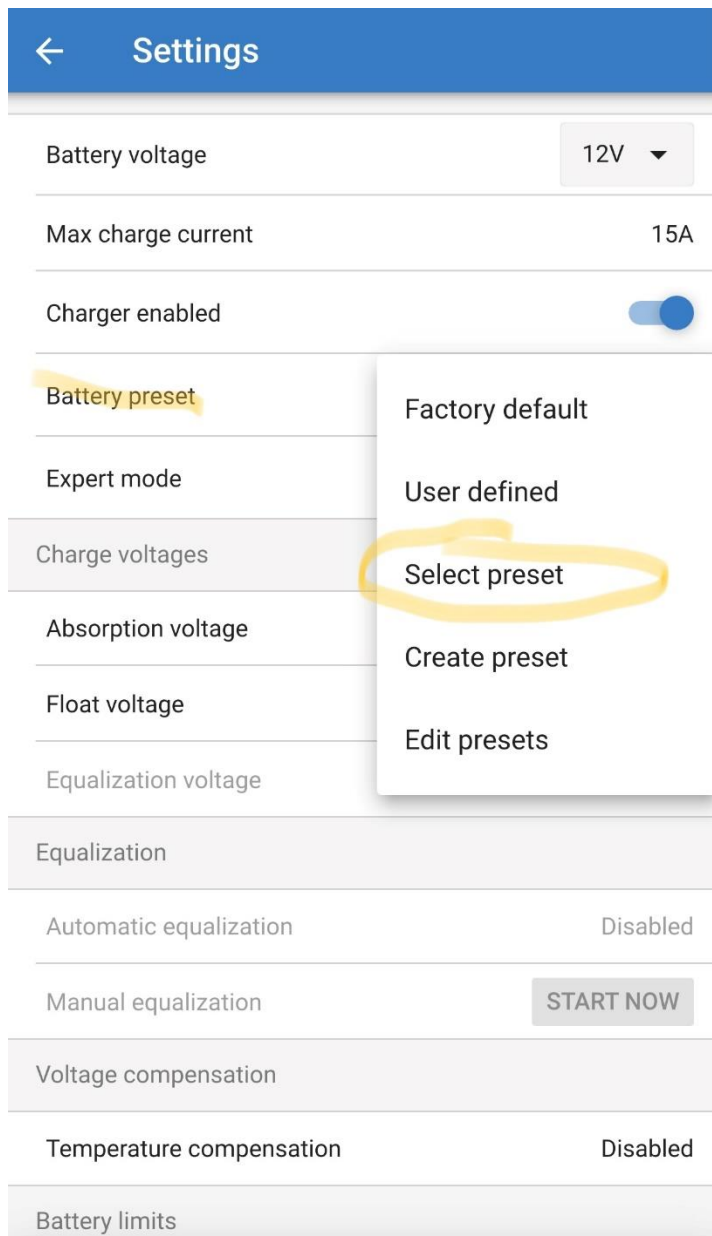 Settings
Battery voltage 12V
Max charge current 15A
Charger enabled
Battery preset
Factory default
Expert mode
User defined
Charge voltages
Select preset
Absorption voltage
Create preset
Float voltage
Edit presets
Equalization voltage
Equalization
Automatic equalization Disabled
Manual equalization START NOW
Voltage compensation
Temperature compensation Disabled
Battery limits